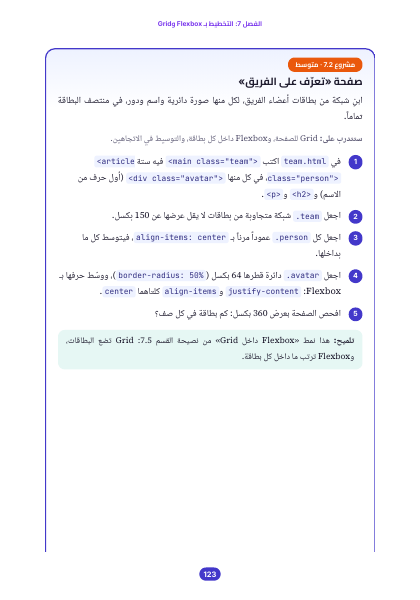 الفصل 7: التخطيط بـ Flexbox وGrid
مشروع 7.2 · متوسط
صفحة «تعرّف على الفريق»
ابنِ شبكة من بطاقات أعضاء الفريق، لكل منها صورة دائرية واسم ودور، في منتصف البطاقة
تماماً.
ستتدرب على: Grid للصفحة، وFlexbox داخل كل بطاقة، والتوسيط في الاتجاهين.
1 في team.html اكتب <main class="team"> فيه ستة <article
class="person">، في كل منها <div class="avatar"> (أول حرف من
الاسم) و <h2> و <p>.
2 اجعل .team شبكة متجاوبة من بطاقات لا يقل عرضها عن 150 بكسل.
3 اجعل كل .person عموداً مرناً بـ align-items: center، فيتوسط كل ما
بداخلها.
4 اجعل .avatar دائرة قطرها 64 بكسل (border-radius: 50%)، ووسّط حرفها بـ
Flexbox: justify-content و align-items كلتاهما center.
5 افحص الصفحة بعرض 360 بكسل: كم بطاقة في كل صف؟
تلميح: هذا نمط «Flexbox داخل Grid» من نصيحة القسم 7.5: Grid تضع البطاقات،
وFlexbox ترتب ما داخل كل بطاقة.
123